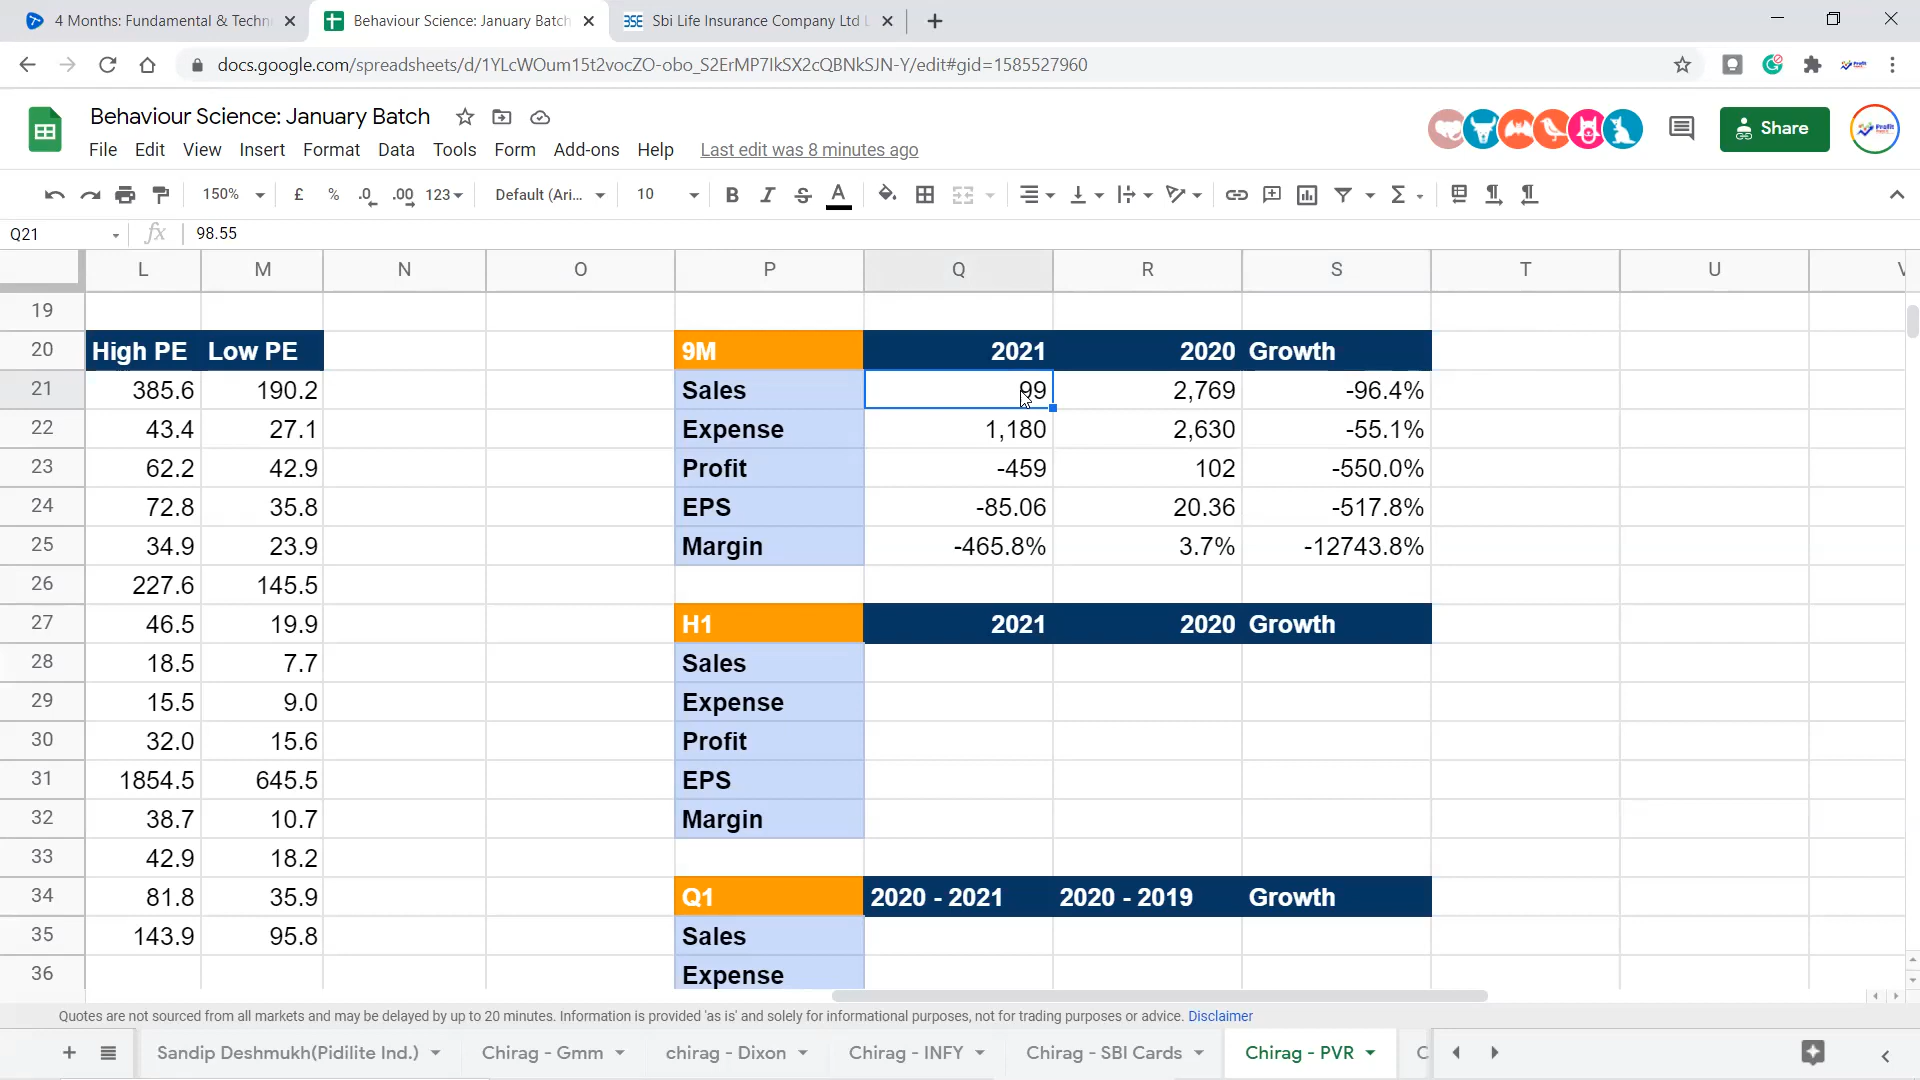 4 Months: Fundamental & Techn
Behaviour Science: January Batch
Sbi Life Insurance Company Ltd
docs.google.com/spreadsheets/d/1YLcWOum15t2vocZO-obo_S2ErMP7IkSX2cQBNkSJN-Y/edit#gid=1585527960
Behaviour Science: January Batch
Share
File Edit View Insert Format Data Tools Form Add-ons Help Last edit was 8 minutes ago
150% £ % .0 .00 123 Default (Ari... 10 B I S A Σ
Q21 fx 98.55
L M N O P Q R S T U
19
20 High PE Low PE 9M 2021 2020 Growth
21 385.6 190.2 Sales 99 2,769 -96.4%
22 43.4 27.1 Expense 1,180 2,630 -55.1%
23 62.2 42.9 Profit -459 102 -550.0%
24 72.8 35.8 EPS -85.06 20.36 -517.8%
25 34.9 23.9 Margin -465.8% 3.7% -12743.8%
26 227.6 145.5
27 46.5 19.9 H1 2021 2020 Growth
28 18.5 7.7 Sales
29 15.5 9.0 Expense
30 32.0 15.6 Profit
31 1854.5 645.5 EPS
32 38.7 10.7 Margin
33 42.9 18.2
34 81.8 35.9 Q1 2020 - 2021 2020 - 2019 Growth
35 143.9 95.8 Sales
36 Expense
Quotes are not sourced from all markets and may be delayed by up to 20 minutes. Information is provided 'as is' and solely for informational purposes, not for trading purposes or advice. Disclaimer
Sandip Deshmukh(Pidilite Ind.) Chirag - Gmm chirag - Dixon Chirag - INFY Chirag - SBI Cards Chirag - PVR C